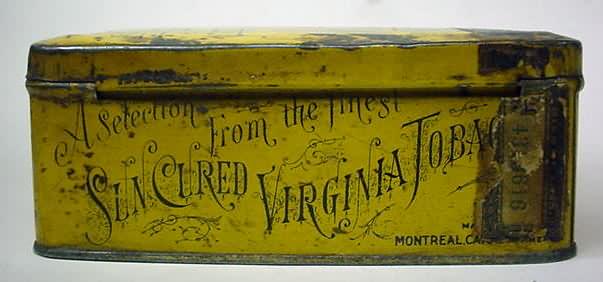 A Selection from the finest
SUN CURED VIRGINIA TOBAC
MONTREAL, CA